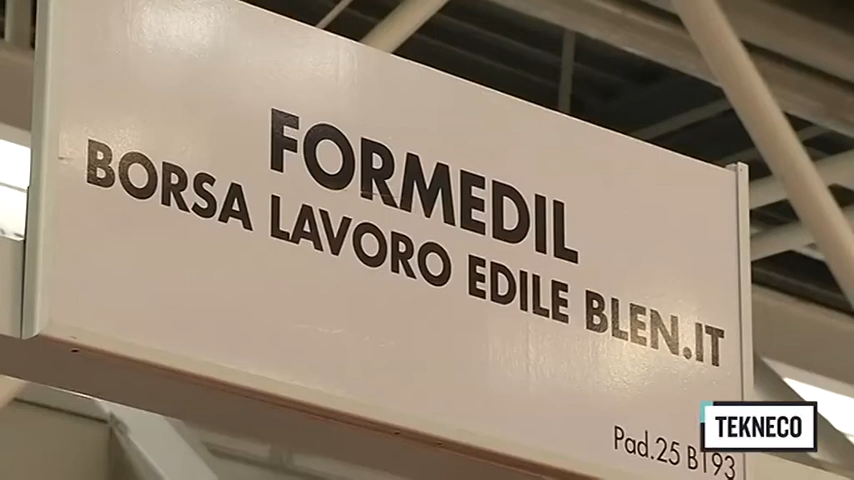 FORMEDIL
BORSA LAVORO EDILE BLEN.IT
Pad.25 B193
TEKNECO